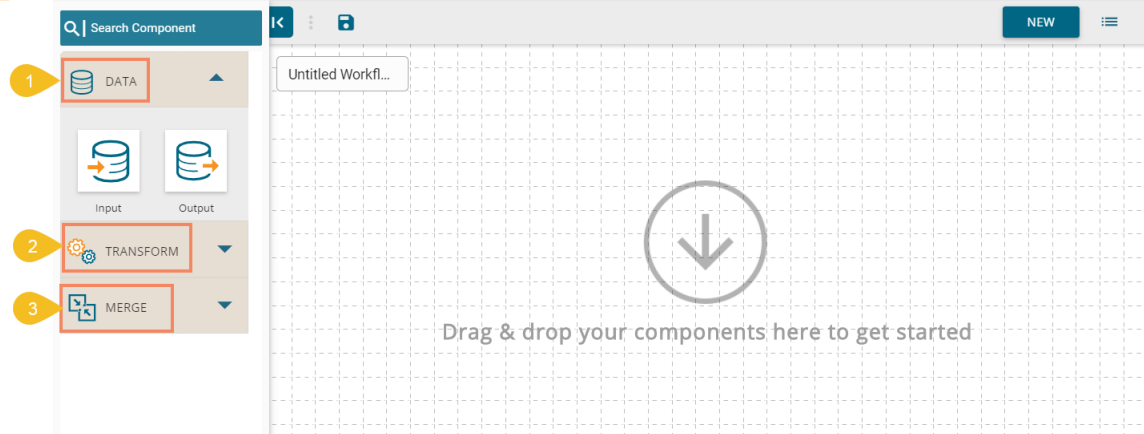 Search Component
NEW
Untitled Workfl...
1
DATA
Input
Output
2
TRANSFORM
3
MERGE
Drag & drop your components here to get started